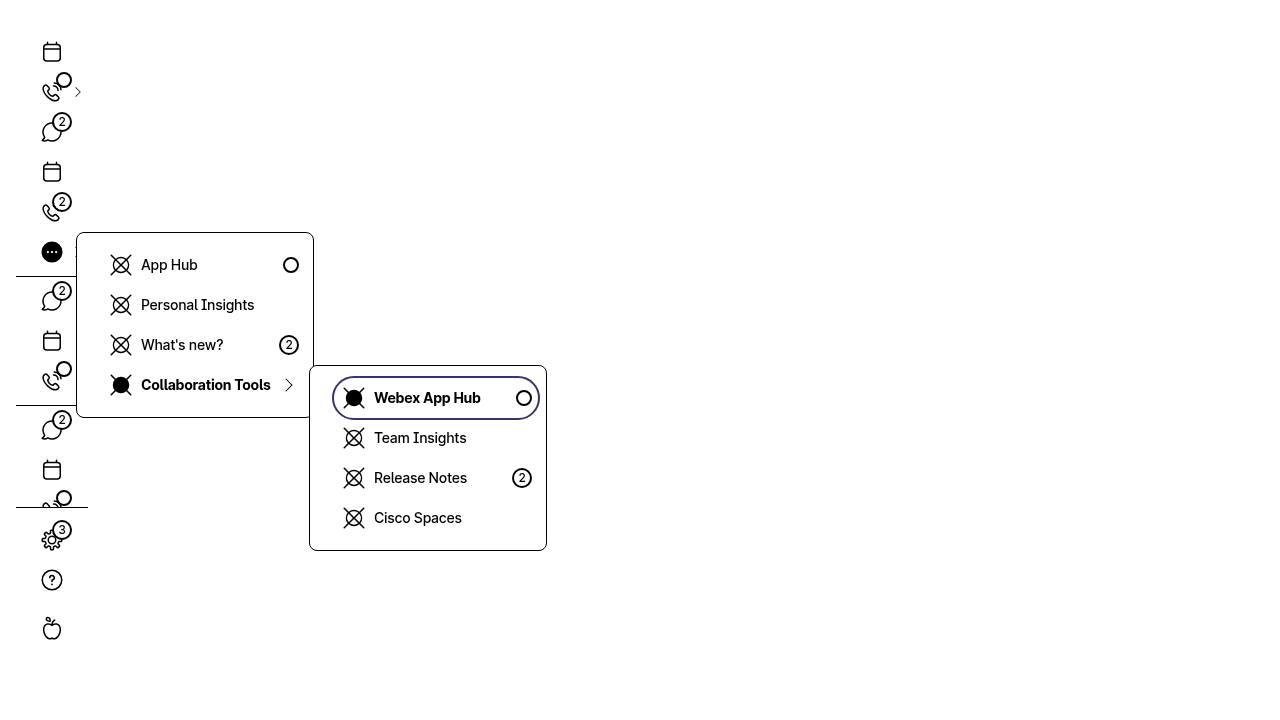 2
2
App Hub
2
Personal Insights
What's new? 2
Collaboration Tools
Webex App Hub
2
Team Insights
Release Notes 2
Cisco Spaces
3
?